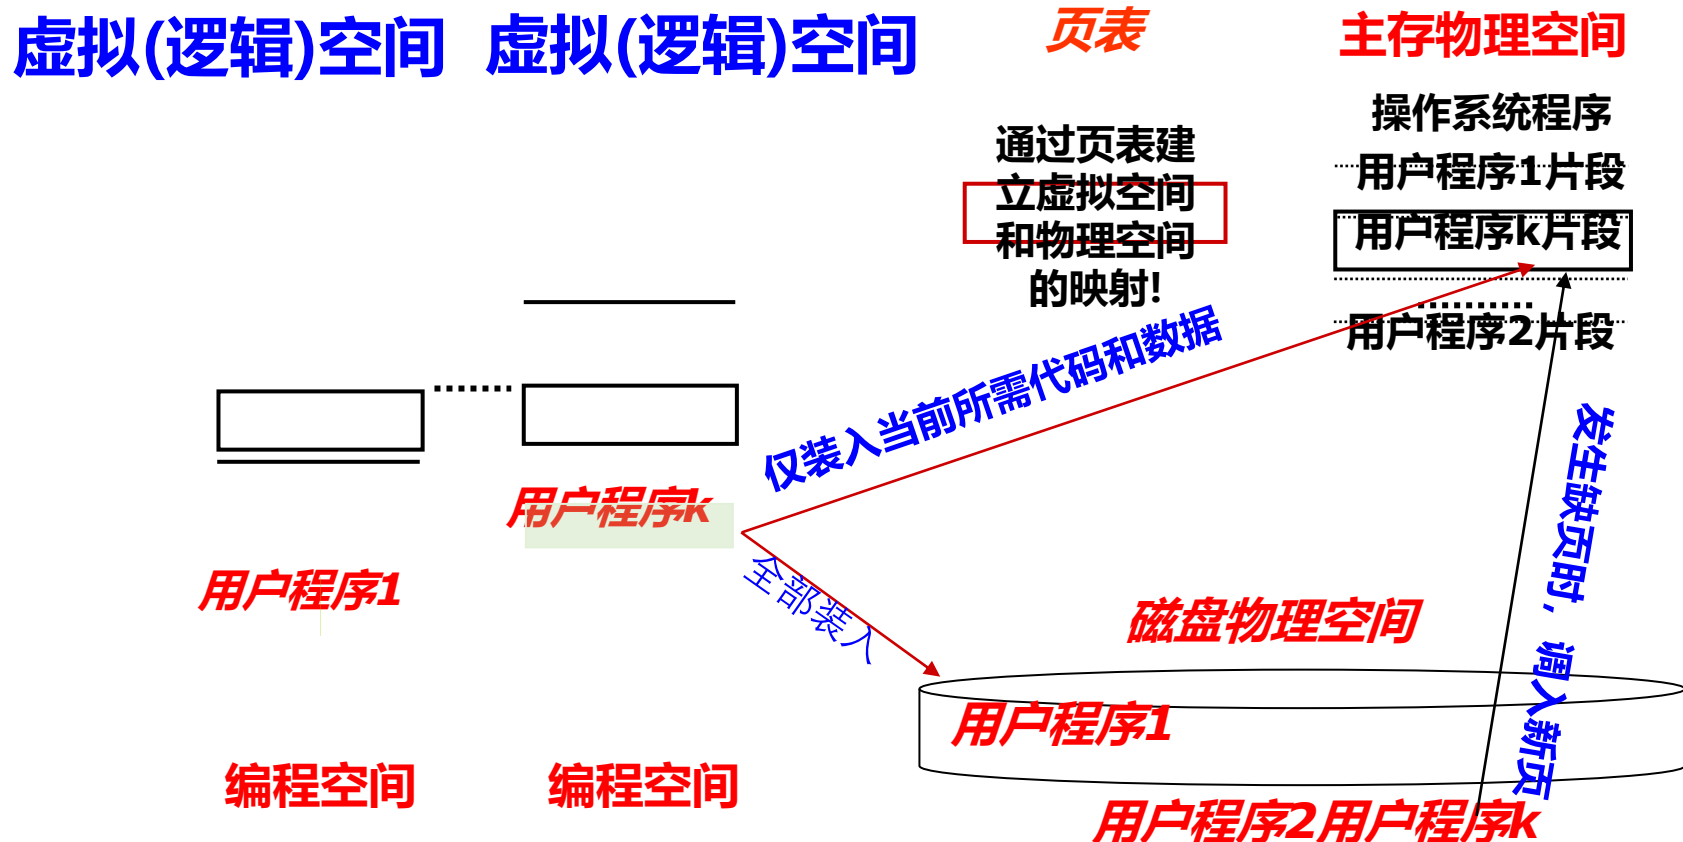 虚拟(逻辑)空间
虚拟(逻辑)空间
页表
主存物理空间
操作系统程序
通过页表建
立虚拟空间
和物理空间
的映射!
用户程序1片段
用户程序k片段
用户程序2片段
仅装入当前所需代码和数据
发生缺页时，调入新页
用户程序k
用户程序1
全部装入
磁盘物理空间
用户程序1
编程空间
编程空间
用户程序2用户程序k